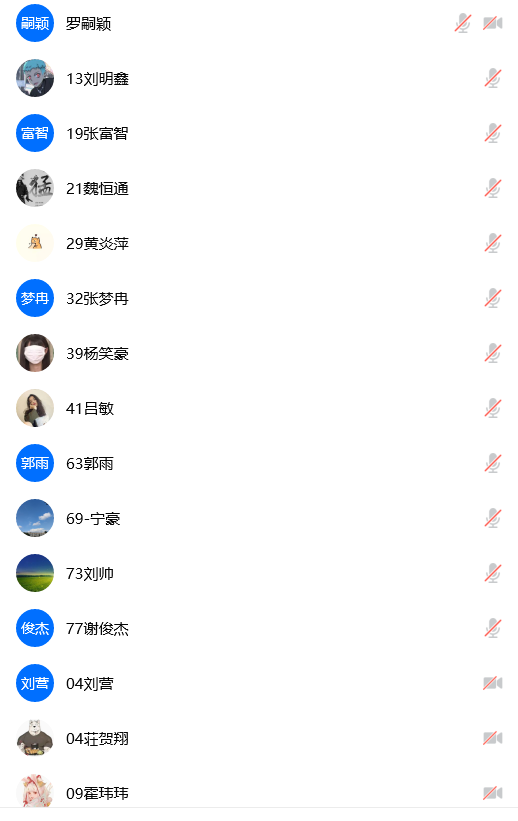 嗣颖 罗嗣颖
13刘明鑫
富智 19张富智
猛 21魏恒通
29黄炎萍
梦冉 32张梦冉
39杨笑豪
41吕敏
郭雨 63郭雨
69-宁豪
73刘帅
俊杰 77谢俊杰
刘营 04刘营
04荘贺翔
09霍玮玮